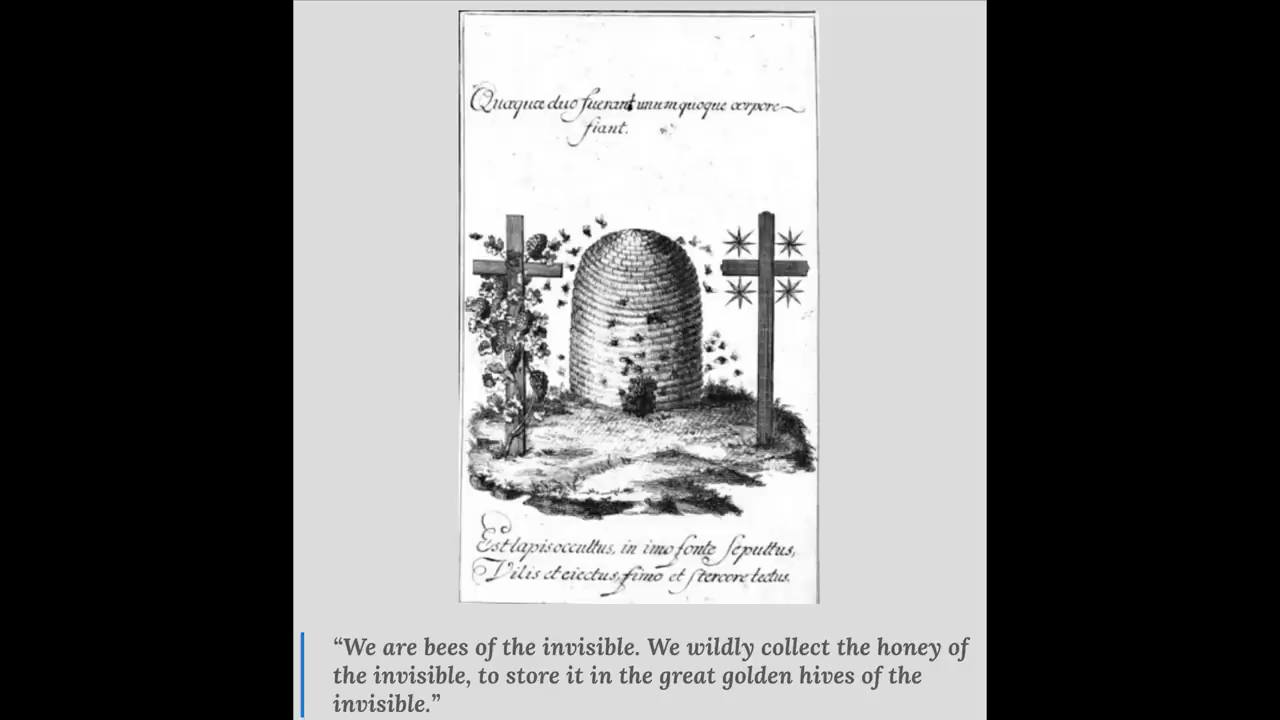 Quæquæ duo fuerant unum quoque corpore
fiant.
Est lapis occultus, in imo fonte sepultus,
Vilis et eiectus, fimo et stercore tectus.
“We are bees of the invisible. We wildly collect the honey of
the invisible, to store it in the great golden hives of the
invisible.”